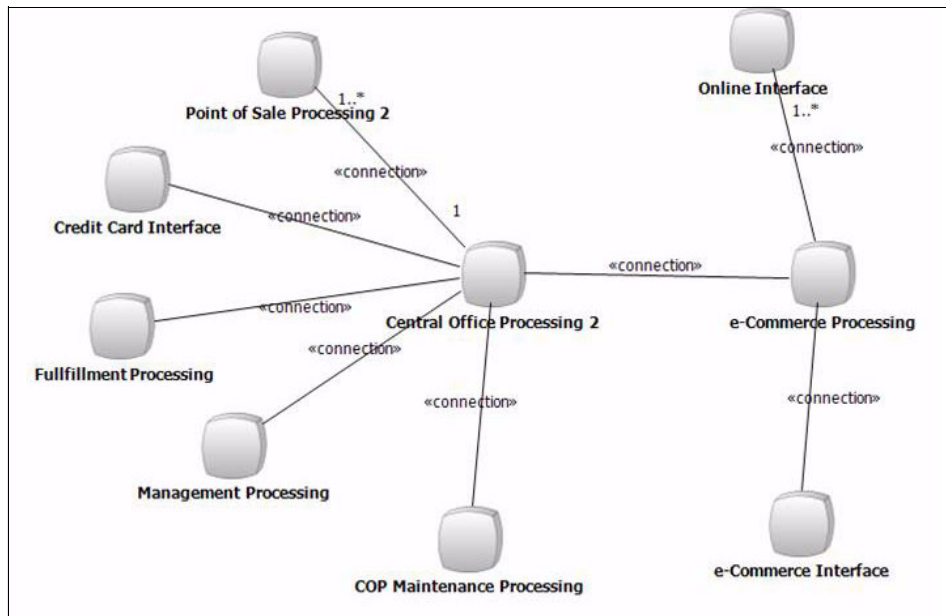 Online Interface
1..*
Point of Sale Processing 2
1..*
«connection»
«connection»
Credit Card Interface
«connection»
1
«connection»
«connection»
Central Office Processing 2
e-Commerce Processing
«connection»
Fullfillment Processing
«connection»
«connection»
Management Processing
COP Maintenance Processing
e-Commerce Interface